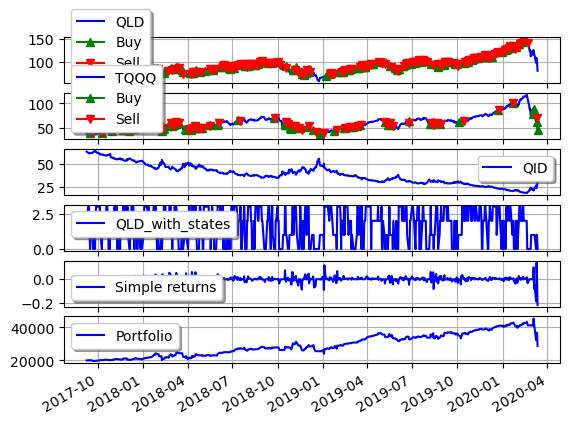 QLD
Buy
Sell
150
100
TQQQ
Buy
Sell
100
50
QID
50
25
QLD_with_states
2.5
0.0
Simple returns
0.0
−0.2
Portfolio
40000
20000
2017-10 2018-01 2018-04 2018-07 2018-10 2019-01 2019-04 2019-07 2019-10 2020-01 2020-04